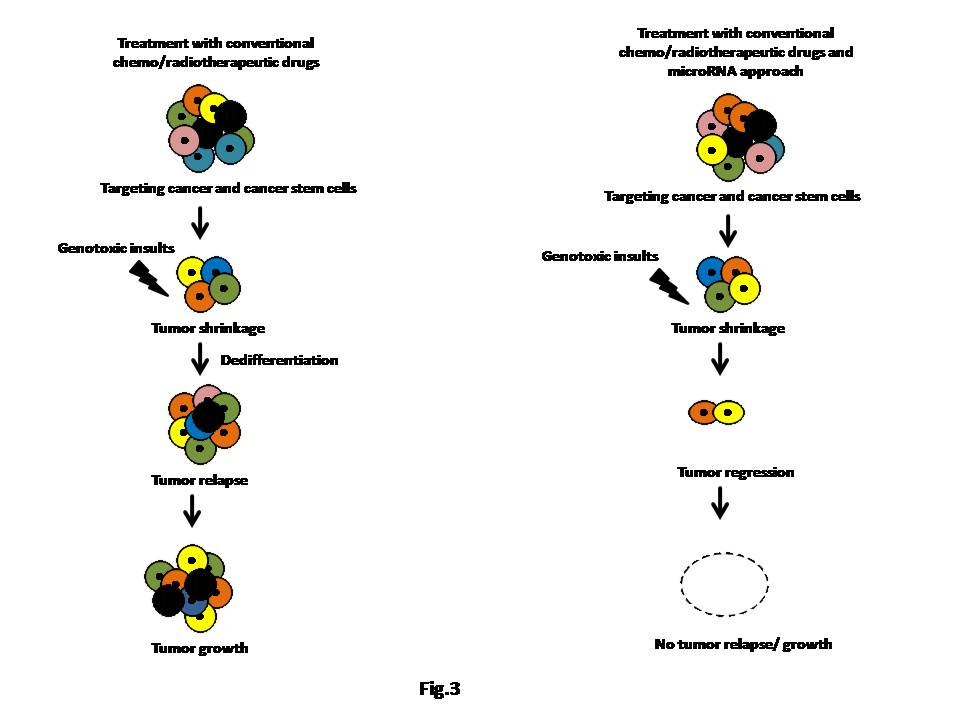 Treatment with conventional
chemo/radiotherapeutic drugs
Targeting cancer and cancer stem cells
Genotoxic insults
Tumor shrinkage
Dedifferentiation
Tumor relapse
Tumor growth
Treatment with conventional
chemo/radiotherapeutic drugs and
microRNA approach
Targeting cancer and cancer stem cells
Genotoxic insults
Tumor shrinkage
Tumor regression
No tumor relapse/ growth
Fig.3